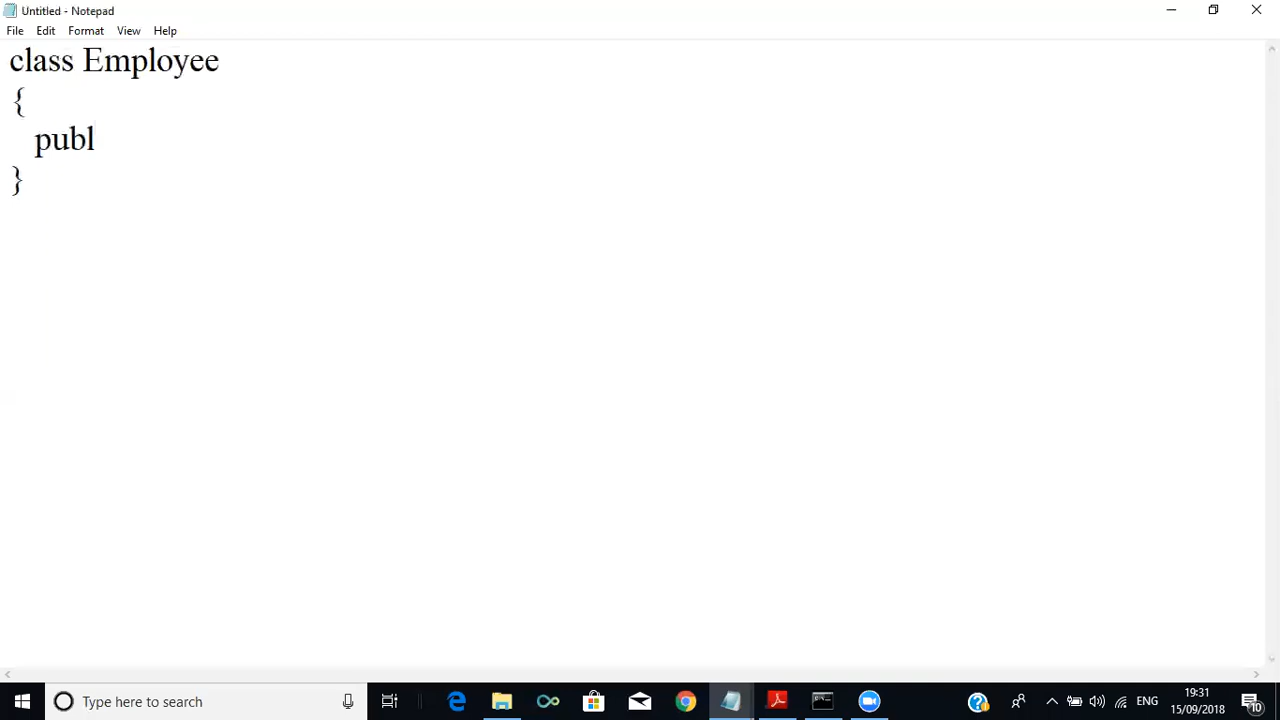 Untitled - Notepad
File Edit Format View Help
class Employee
{
publ
}
Type here to search
ENG
19:31
15/09/2018
10